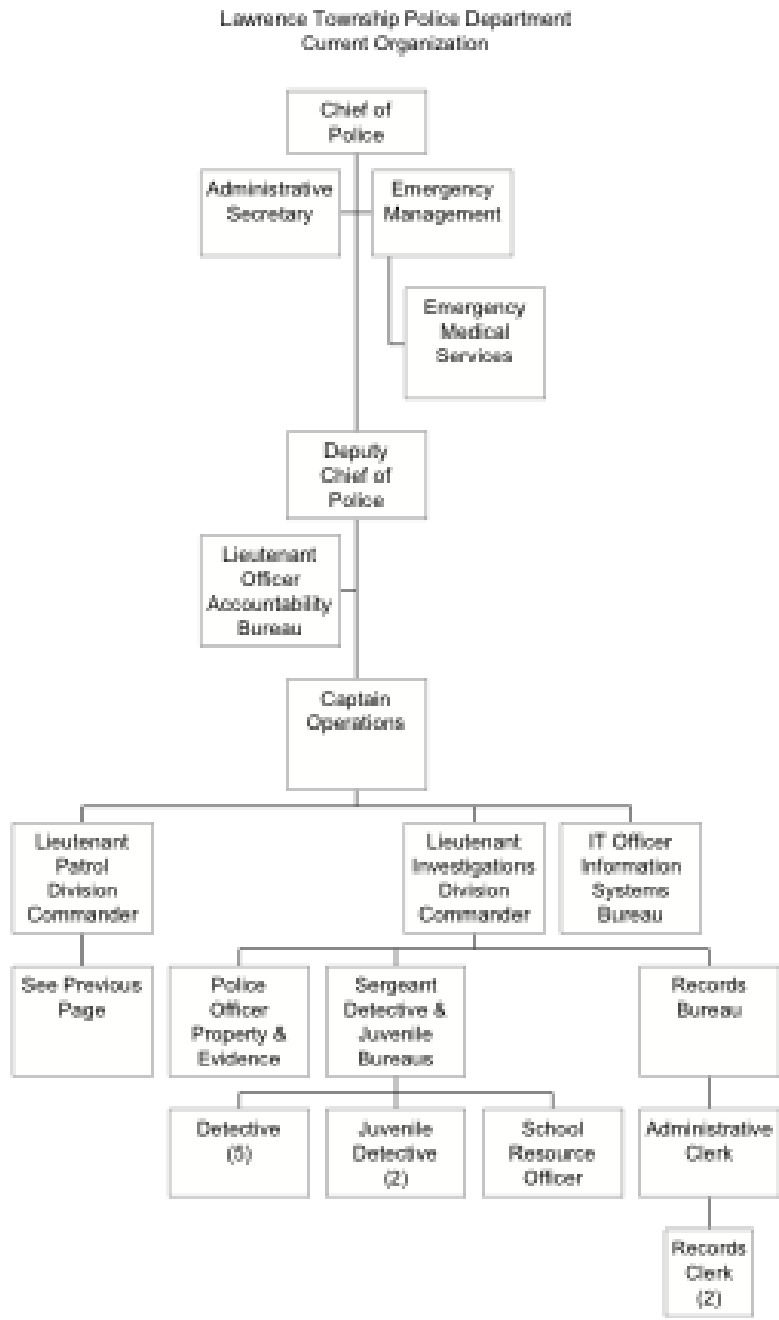 Lawrence Township Police Department
Current Organization
Chief of
Police
Administrative
Secretary
Emergency
Management
Emergency
Medical
Services
Deputy
Chief of
Police
Lieutenant
Officer
Accountability
Bureau
Captain
Operations
Lieutenant
Patrol
Division
Commander
Lieutenant
Investigations
Division
Commander
IT Officer
Information
Systems
Bureau
See Previous
Page
Police
Officer
Property &
Evidence
Sergeant
Detective &
Juvenile
Bureaus
Records
Bureau
Detective
(5)
Juvenile
Detective
(2)
School
Resource
Officer
Administrative
Clerk
Records
Clerk
(2)